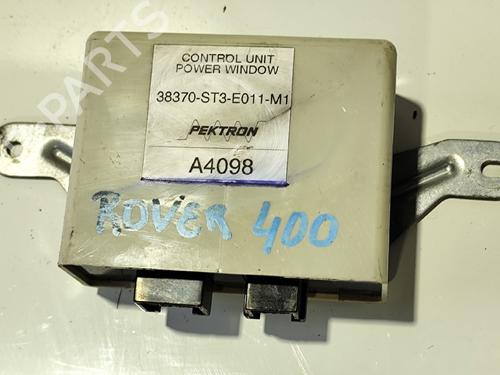 CONTROL UNIT
POWER WINDOW
38370-ST3-E011-M1
PEKTRON
A4098
ROVER 400
PARTS